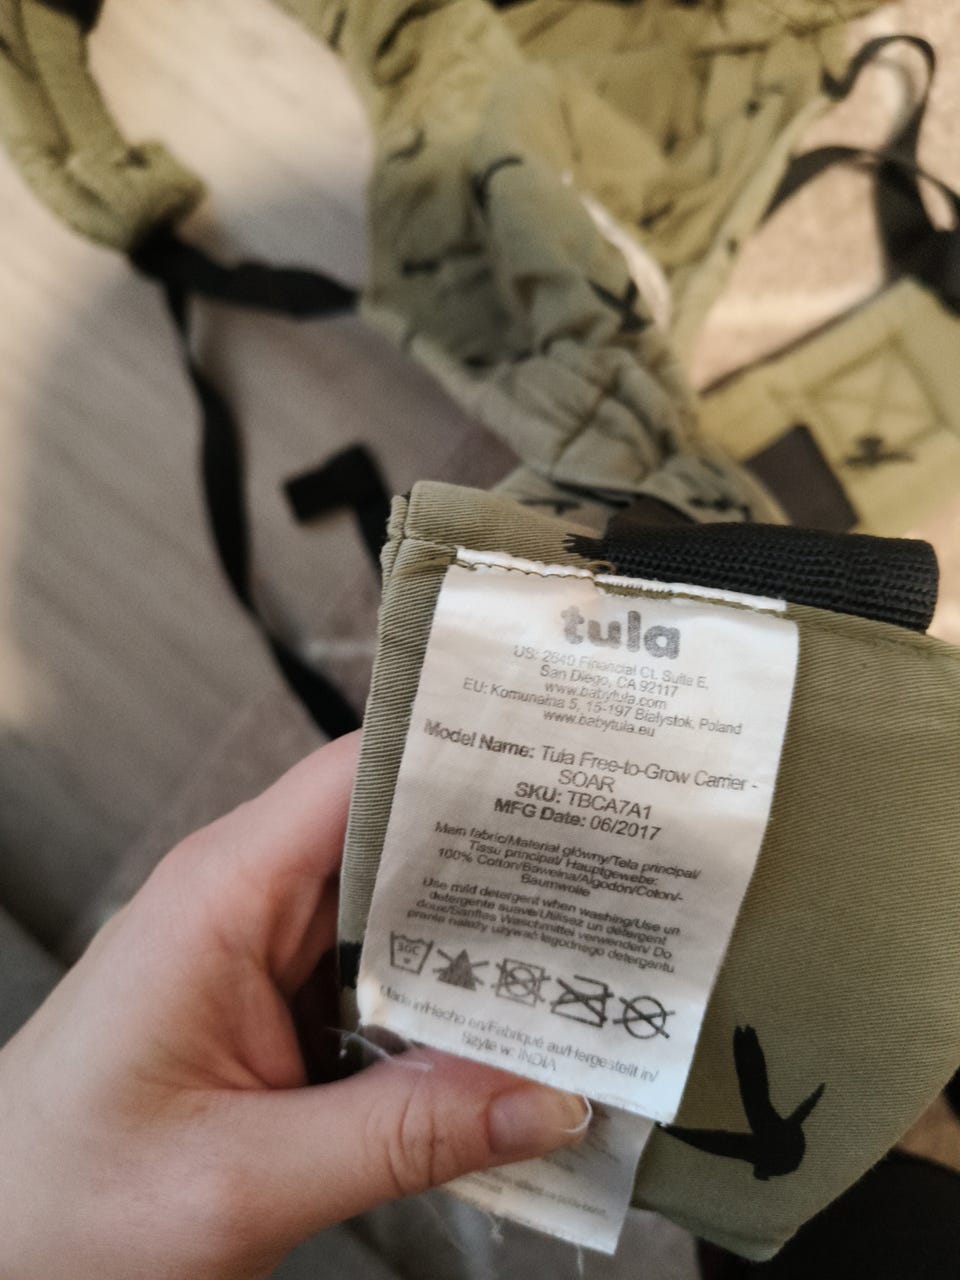 tula
US: 2640 Financial Ct. Suite E,
San Diego, CA 92117
www.babytula.com
EU: Komunalna 5, 15-197 Białystok, Poland
www.babytula.eu
Model Name: Tula Free-to-Grow Carrier -
SOAR
SKU: TBCA7A1
MFG Date: 06/2017
Main fabric/Materiał główny/Tela principal/
Tissu principal/ Hauptgewebe:
100% Cotton/Bawełna/Algodón/Coton/-
Baumwolle
Use mild detergent when washing/Use un
detergente suave/Utilisez un détergent
doux/Sanftes Waschmittel verwenden/ Do
prania należy używać łagodnego detergentu
30C
Made in/Hecho en/Fabriqué au/Hergestellt in/
Szyte w: INDIA